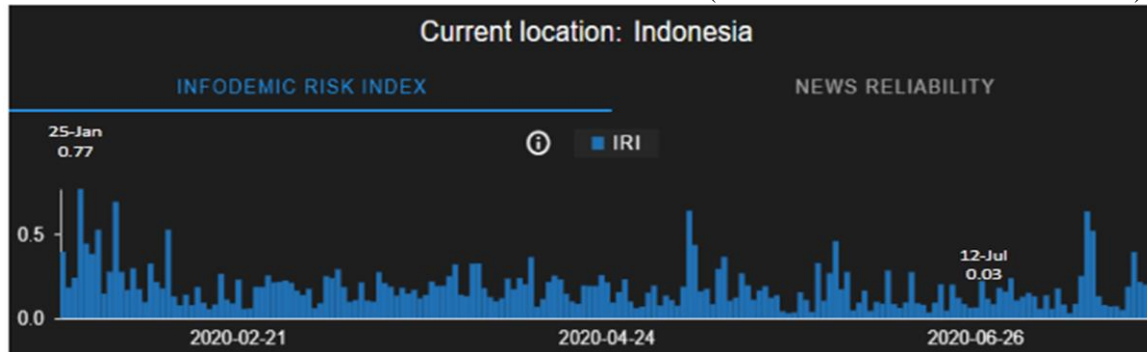 Current location: Indonesia
INFODEMIC RISK INDEX NEWS RELIABILITY
25-Jan
0.77
IRI
0.5
12-Jul
0.03
0.0
2020-02-21 2020-04-24 2020-06-26